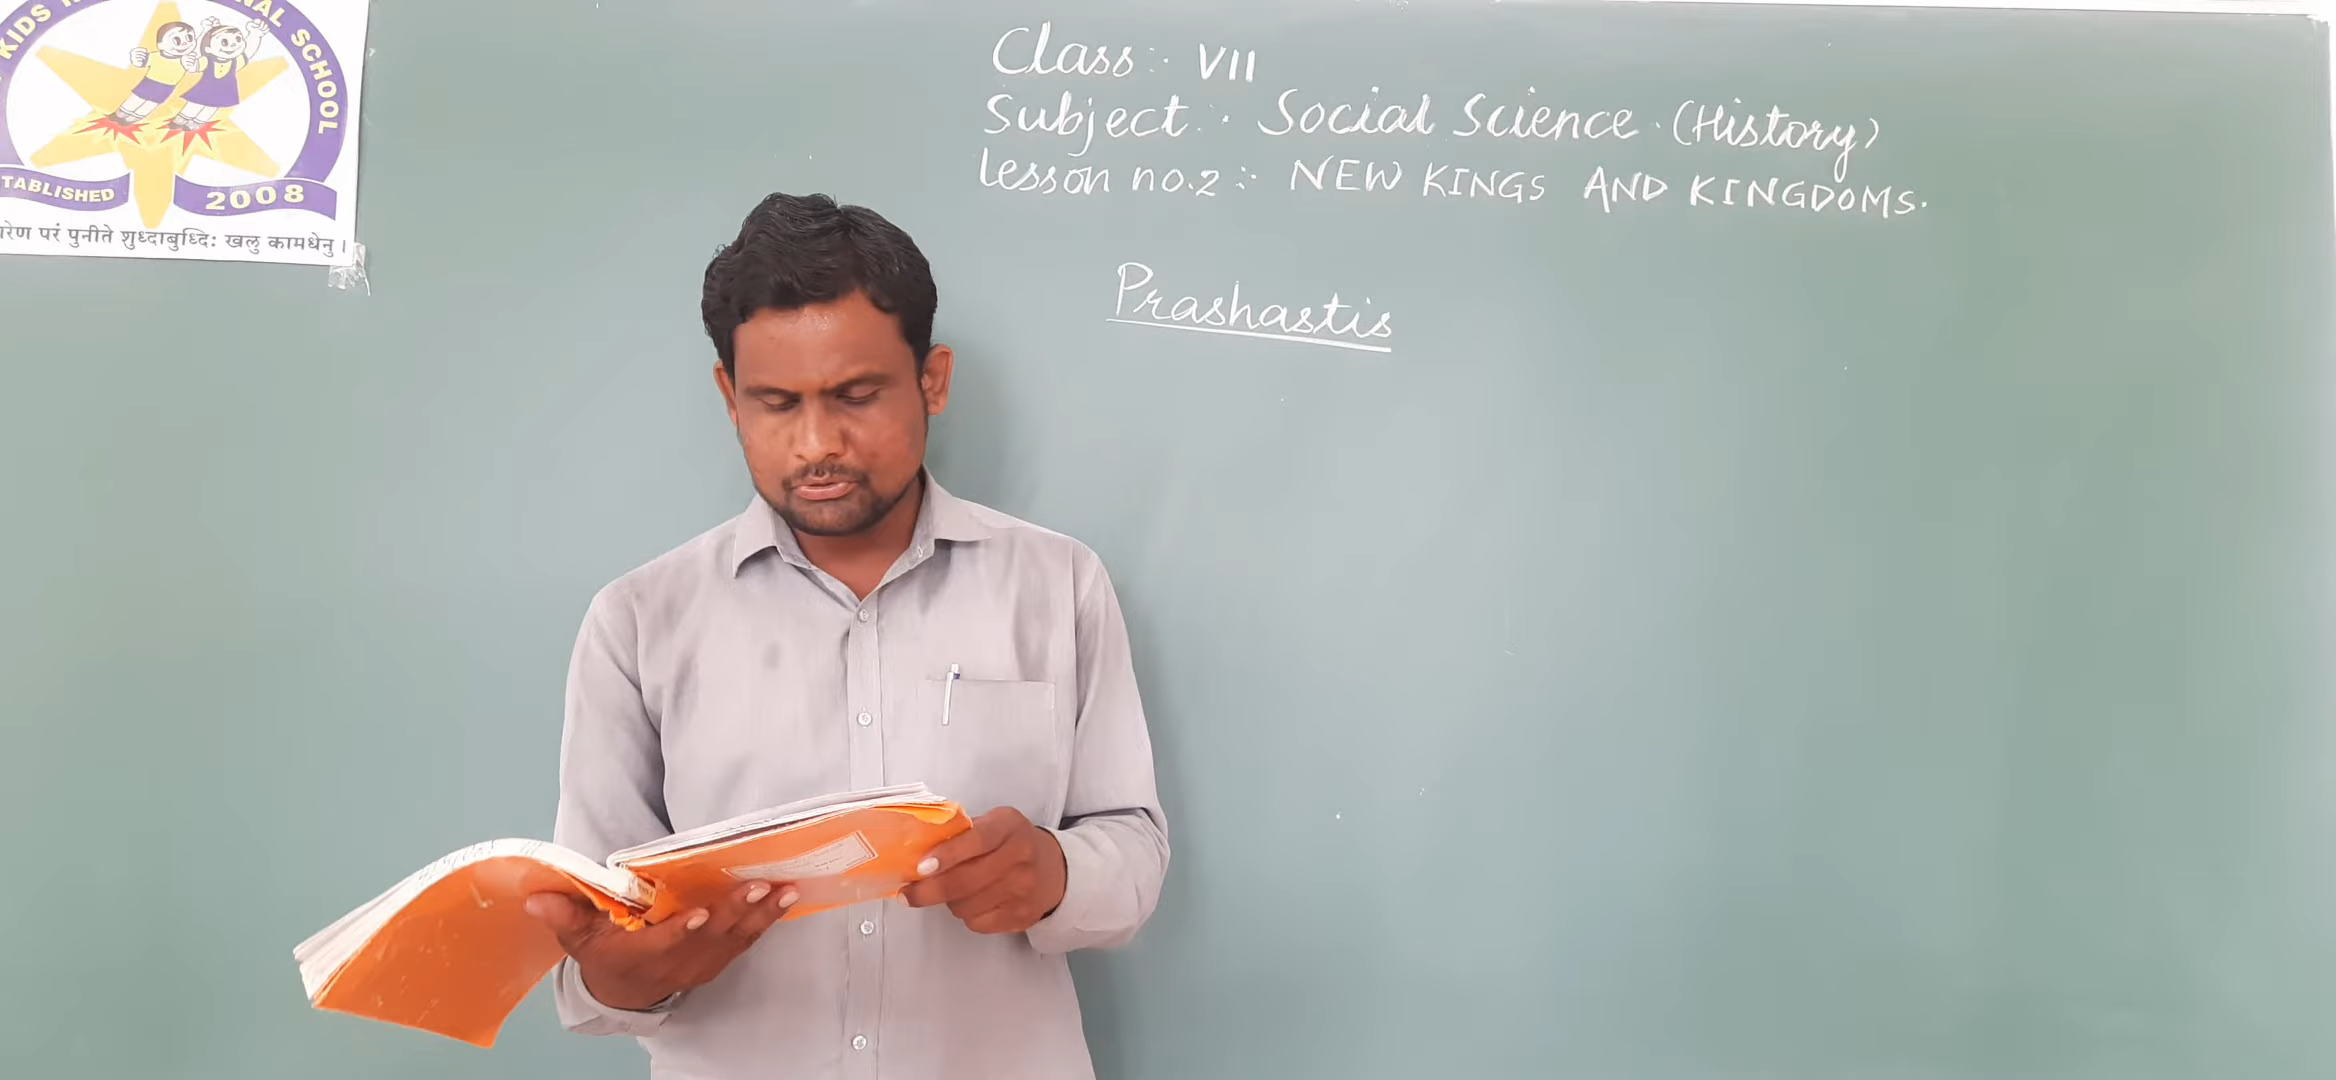 KIDS
NAL SCHOOL
TABLISHED 2008
रेण परं पुनीते शुध्दाबुध्दिः खलु कामधेनु।
Class :- VII
Subject :- Social Science (History)
Lesson no.2 :- NEW KINGS AND KINGDOMS.
Prashastis